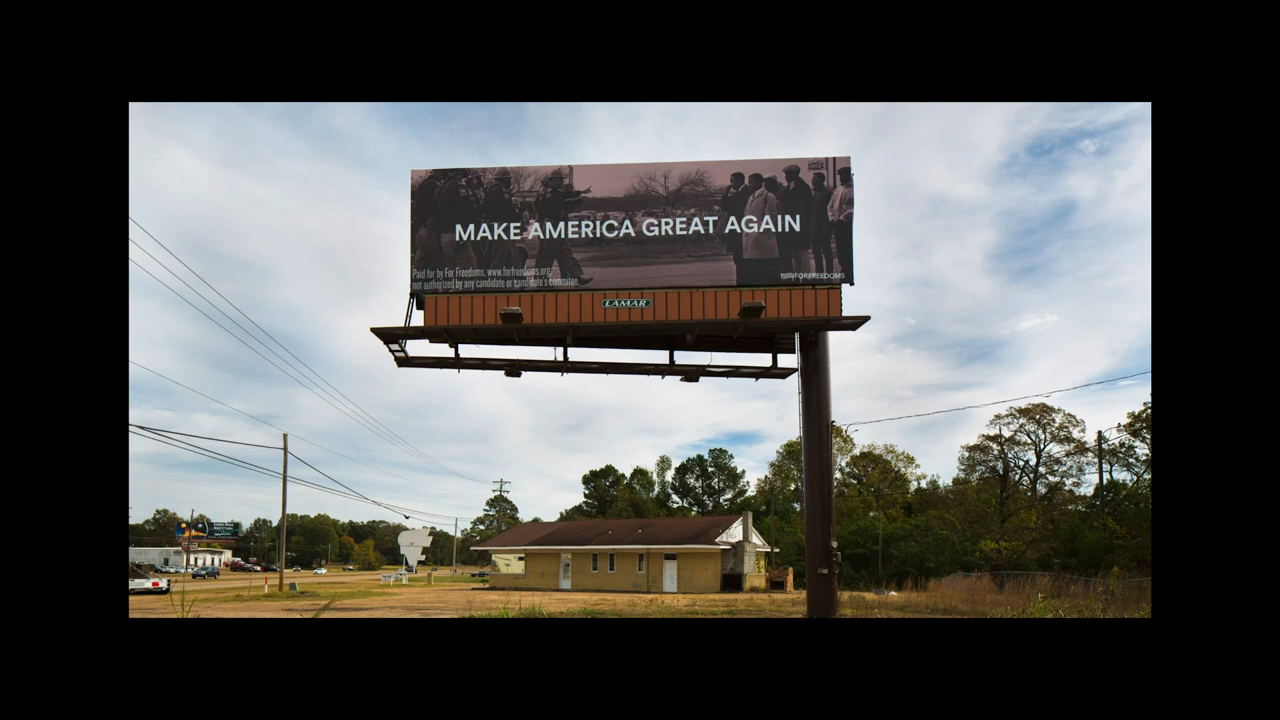 MAKE AMERICA GREAT AGAIN
Paid for by For Freedoms, www.forfreedoms.org,
not authorized by any candidate or candidate's commitee.
FORFREEDOMS
LAMAR